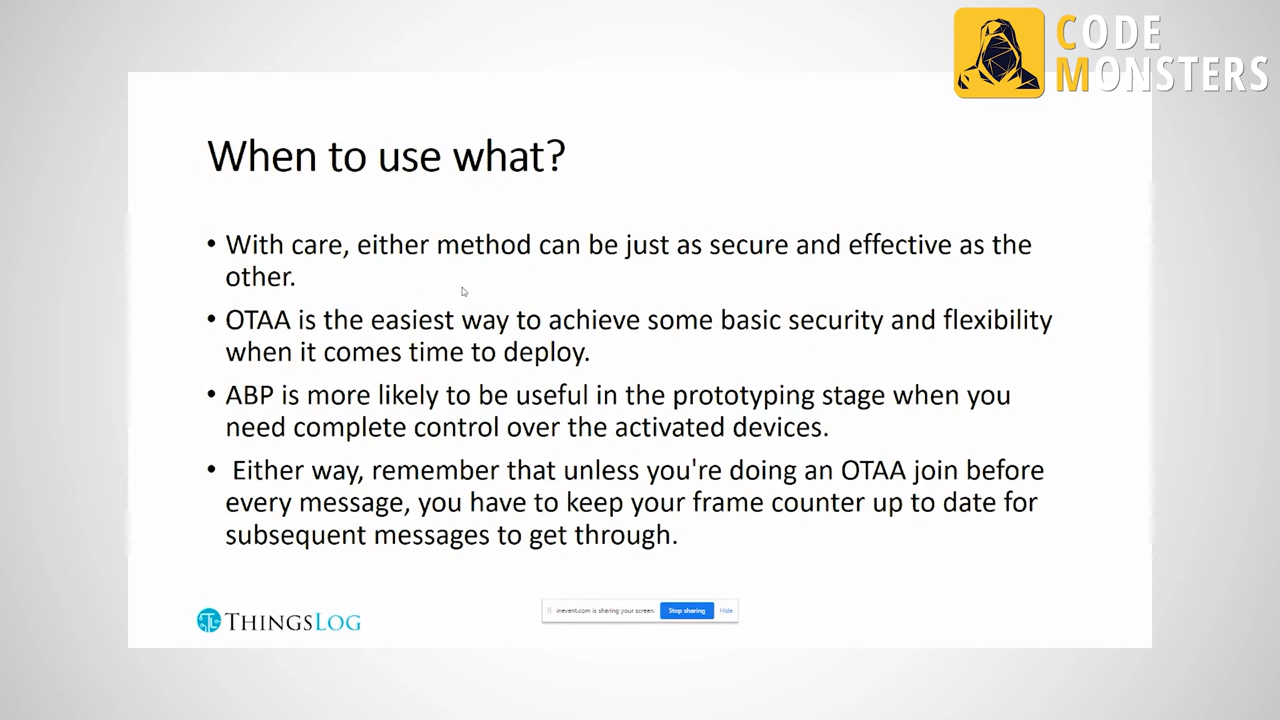 CODE
MONSTERS
When to use what?
• With care, either method can be just as secure and effective as the
other.
• OTAA is the easiest way to achieve some basic security and flexibility
when it comes time to deploy.
• ABP is more likely to be useful in the prototyping stage when you
need complete control over the activated devices.
• Either way, remember that unless you're doing an OTAA join before
every message, you have to keep your frame counter up to date for
subsequent messages to get through.
inevent.com is sharing your screen. Stop sharing Hide
THINGSLOG